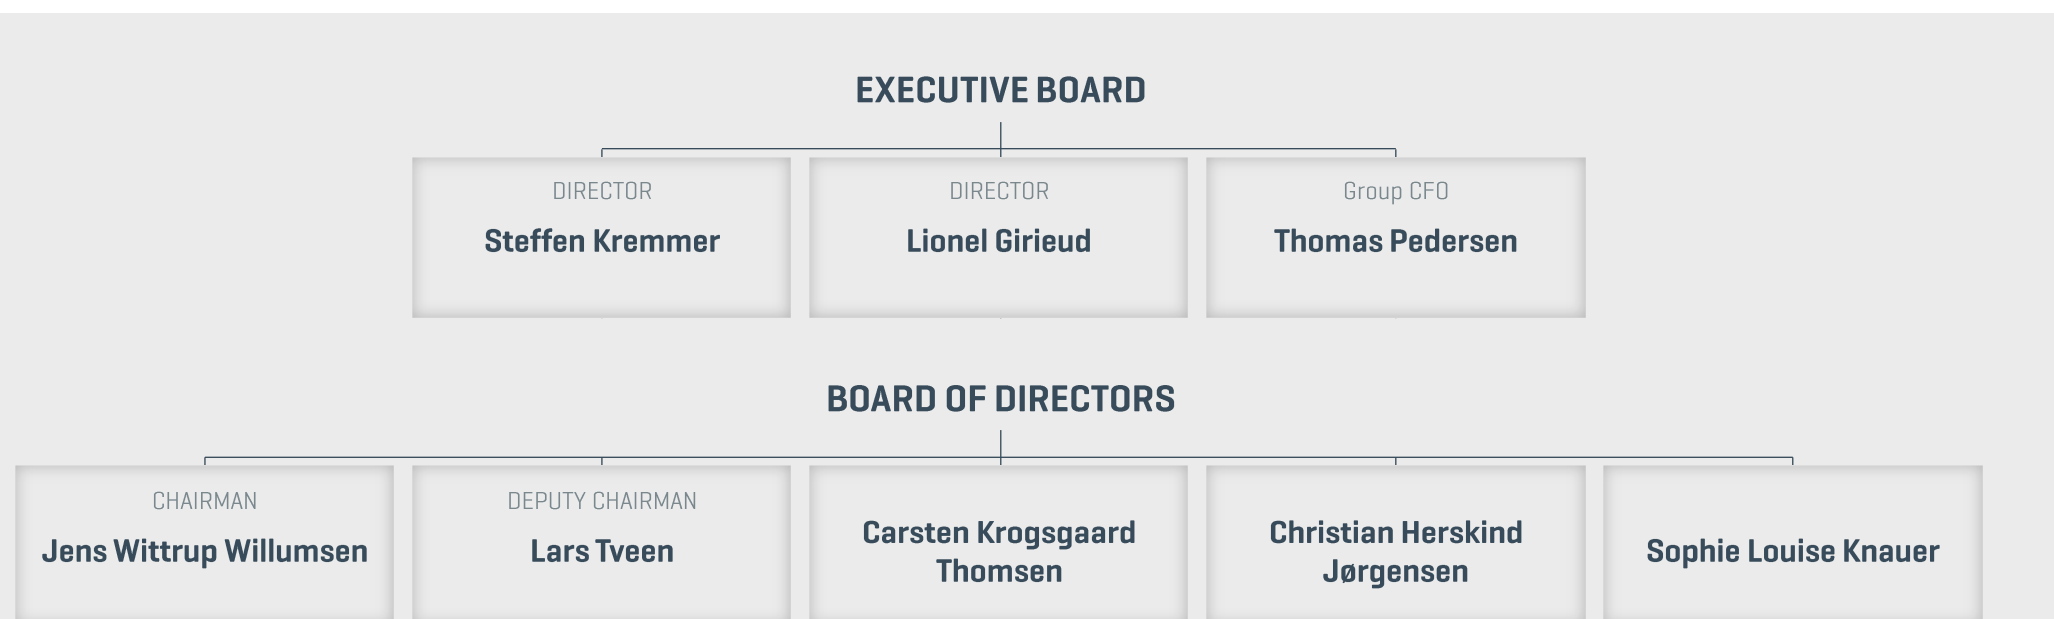 EXECUTIVE BOARD
DIRECTOR
Steffen Kremmer
DIRECTOR
Lionel Girieud
Group CFO
Thomas Pedersen
BOARD OF DIRECTORS
CHAIRMAN
Jens Wittrup Willumsen
DEPUTY CHAIRMAN
Lars Tveen
Carsten Krogsgaard
Thomsen
Christian Herskind
Jørgensen
Sophie Louise Knauer